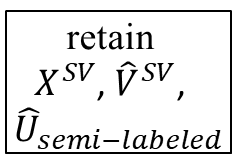 retain
𝑋^{𝑆𝑉}, 𝑉̂^{𝑆𝑉},
𝑈̂_{𝑠𝑒𝑚𝑖−𝑙𝑎𝑏𝑒𝑙𝑒𝑑}